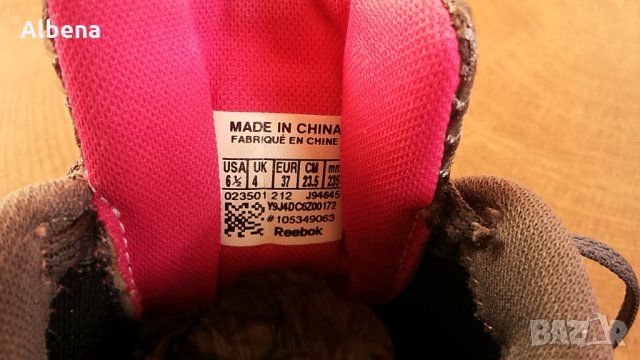 Albena
MADE IN CHINA
FABRIQUÉ EN CHINE
USA UK EUR CM mm
6½ 4 37 23.5 235
023501 212 J94645
Y9J4DC6Z00172
#105349063
Reebok
BAZAR